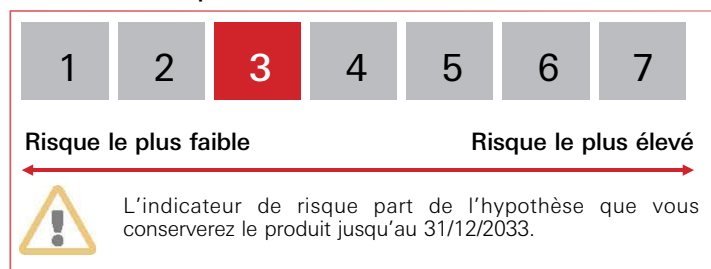 1 2 3 4 5 6 7
Risque le plus faible Risque le plus élevé
L'indicateur de risque part de l'hypothèse que vous
conserverez le produit jusqu'au 31/12/2033.